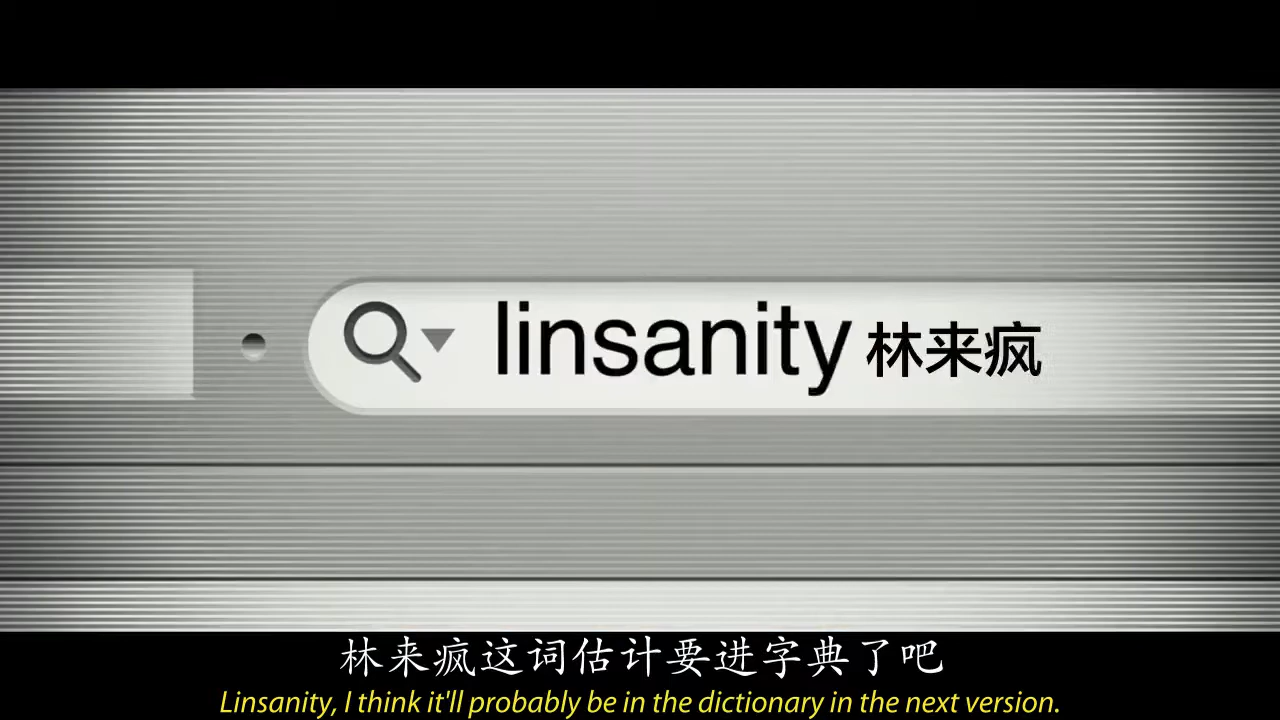 linsanity 林来疯
林来疯这词估计要进字典了吧
Linsanity, I think it'll probably be in the dictionary in the next version.